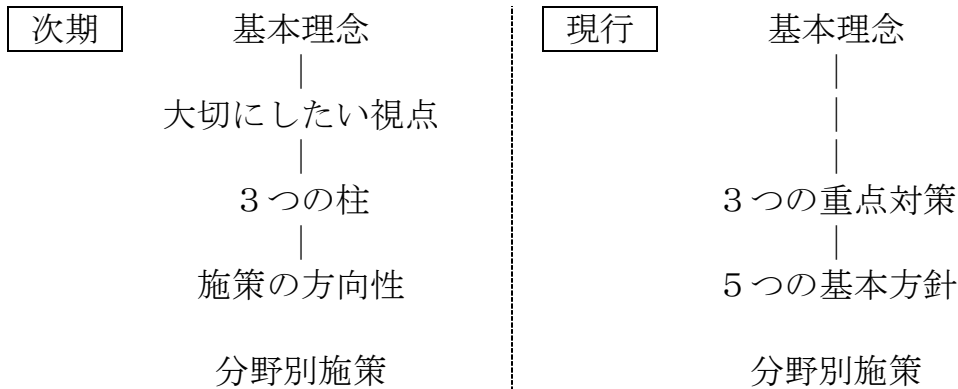 次期 基本理念
｜
大切にしたい視点
｜
３つの柱
｜
施策の方向性
分野別施策
現行 基本理念
｜
｜
｜
３つの重点対策
｜
５つの基本方針
分野別施策